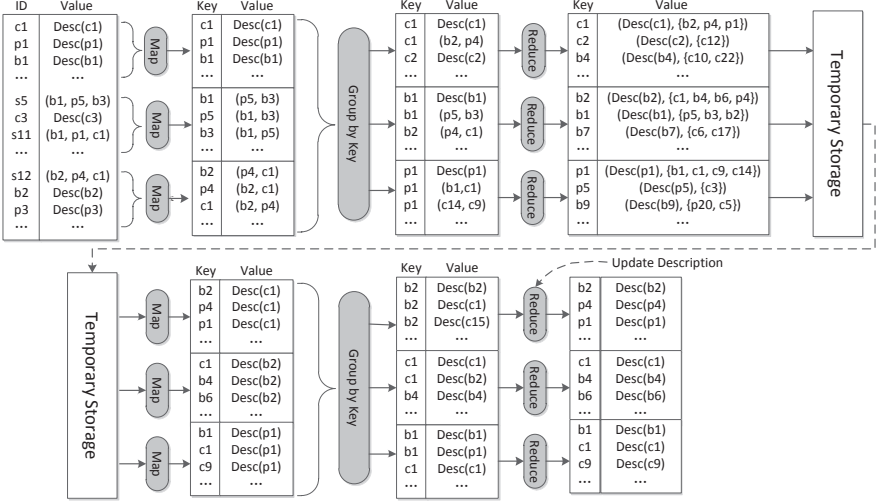 ID Value
c1 Desc(c1)
p1 Desc(p1)
b1 Desc(b1)
... ...
s5 (b1, p5, b3)
c3 Desc(c3)
s11 (b1, p1, c1)
... ...
s12 (b2, p4, c1)
b2 Desc(b2)
p3 Desc(p3)
... ...
Map
Map
Map
Key Value
c1 Desc(c1)
p1 Desc(p1)
b1 Desc(b1)
... ...
b1 (p5, b3)
p5 (b1, b3)
b3 (b1, p5)
... ...
b2 (p4, c1)
p4 (b2, c1)
c1 (b2, p4)
... ...
Group by Key
Key Value
c1 Desc(c1)
c1 (b2, p4)
c2 Desc(c2)
... ...
b1 Desc(b1)
b1 (p5, b3)
b2 (p4, c1)
... ...
p1 Desc(p1)
p1 (b1,c1)
p1 (c14, c9)
... ...
Reduce
Reduce
Reduce
Key Value
c1 (Desc(c1), {b2, p4, p1})
c2 (Desc(c2), {c12})
b4 (Desc(b4), {c10, c22})
... ...
b2 (Desc(b2), {c1, b4, b6, p4})
b1 (Desc(b1), {p5, b3, b2})
b7 (Desc(b7), {c6, c17})
... ...
p1 (Desc(p1), {b1, c1, c9, c14})
p5 (Desc(p5), {c3})
b9 (Desc(b9), {p20, c5})
... ...
Temporary Storage
Temporary Storage
Map
Map
Map
Key Value
b2 Desc(c1)
p4 Desc(c1)
p1 Desc(c1)
... ...
c1 Desc(b2)
b4 Desc(b2)
b6 Desc(b2)
... ...
b1 Desc(p1)
c1 Desc(p1)
c9 Desc(p1)
... ...
Group by Key
Key Value
b2 Desc(b2)
b2 Desc(c1)
b2 Desc(c15)
... ...
c1 Desc(c1)
c1 Desc(b2)
b4 Desc(b4)
... ...
b1 Desc(b1)
b1 Desc(p1)
c1 Desc(c1)
... ...
Update Description
Reduce
Reduce
Reduce
b2 Desc(b2)
p4 Desc(p4)
p1 Desc(p1)
... ...
c1 Desc(c1)
b4 Desc(b4)
b6 Desc(b6)
... ...
b1 Desc(b1)
c1 Desc(c1)
c9 Desc(c9)
... ...